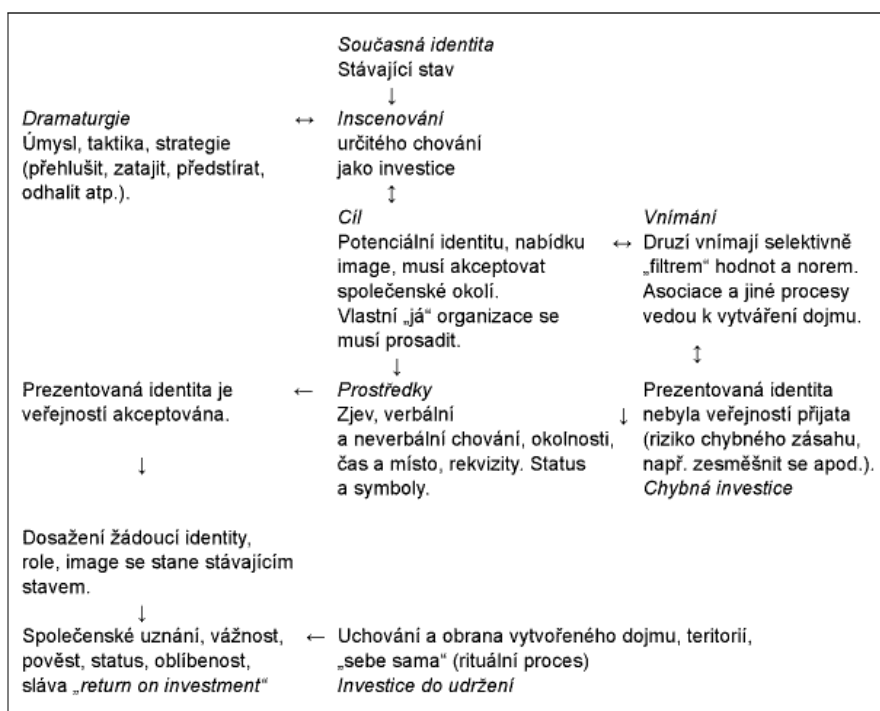 Současná identita
Stávající stav
↓
Dramaturgie
Úmysl, taktika, strategie
(přehlušit, zatajit, předstírat,
odhalit atp.).
↔
Inscenování
určitého chování
jako investice
↕
Cíl
Potenciální identitu, nabídku
image, musí akceptovat
společenské okolí.
Vlastní „já“ organizace se
musí prosadit.
↔
Vnímání
Druzí vnímají selektivně
„filtrem“ hodnot a norem.
Asociace a jiné procesy
vedou k vytváření dojmu.
↓
↕
Prezentovaná identita je
veřejností akceptována.
←
Prostředky
Zjev, verbální
a neverbální chování, okolnosti,
čas a místo, rekvizity. Status
a symboly.
↓
Prezentovaná identita
nebyla veřejností přijata
(riziko chybného zásahu,
např. zesměšnit se apod.).
Chybná investice
↓
Dosažení žádoucí identity,
role, image se stane stávajícím
stavem.
↓
Společenské uznání, vážnost,
pověst, status, oblíbenost,
sláva „return on investment“
←
Uchování a obrana vytvořeného dojmu, teritorií,
„sebe sama“ (rituální proces)
Investice do udržení